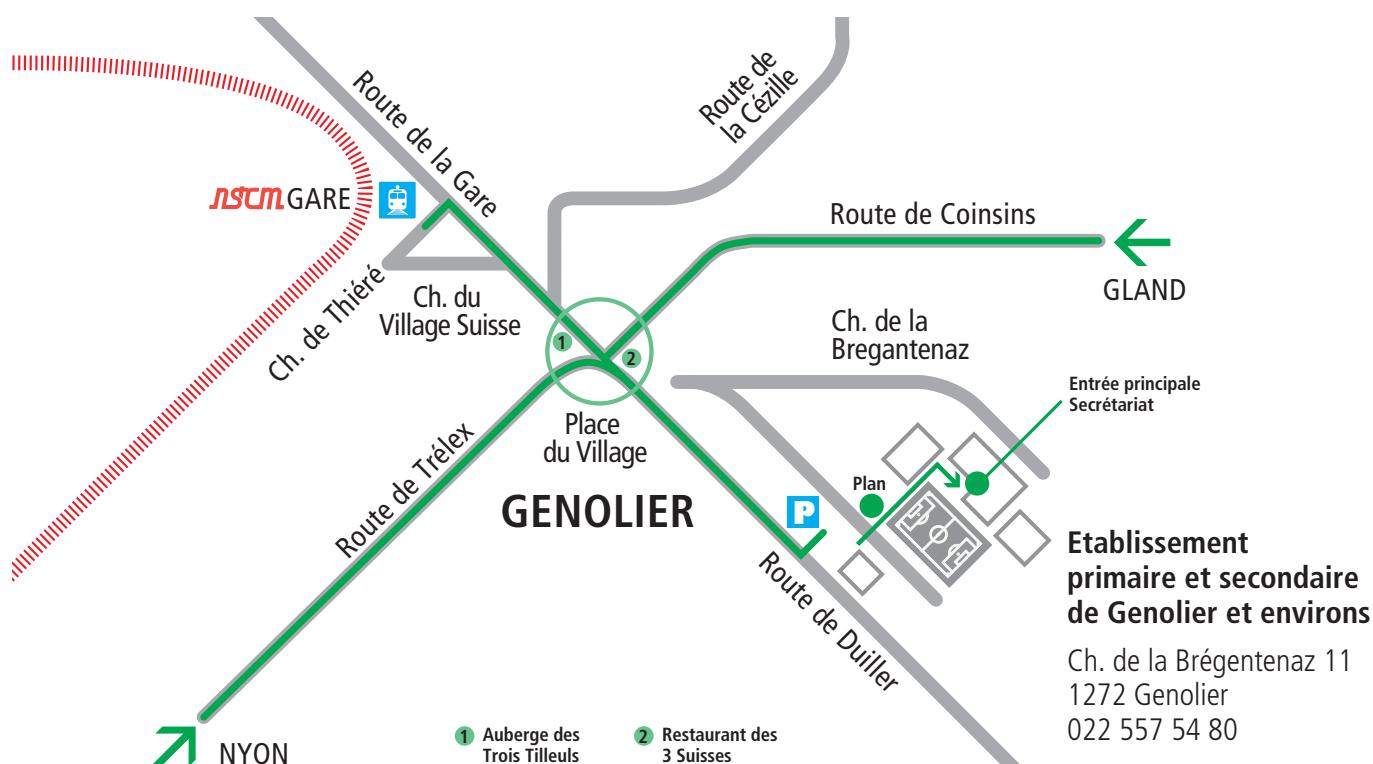 Route de la Gare
Route de
la Cézille
nstcm GARE
Route de Coinsins
GLAND
Ch. de Thiéré
Ch. du
Village Suisse
1
2
Ch. de la
Bregantenaz
Entrée principale
Secrétariat
Place
du Village
Route de Trélex
GENOLIER
P
Plan
Route de Duiller
Etablissement
primaire et secondaire
de Genolier et environs
Ch. de la Brégentenaz 11
1272 Genolier
022 557 54 80
NYON
1 Auberge des
Trois Tilleuls
2 Restaurant des
3 Suisses